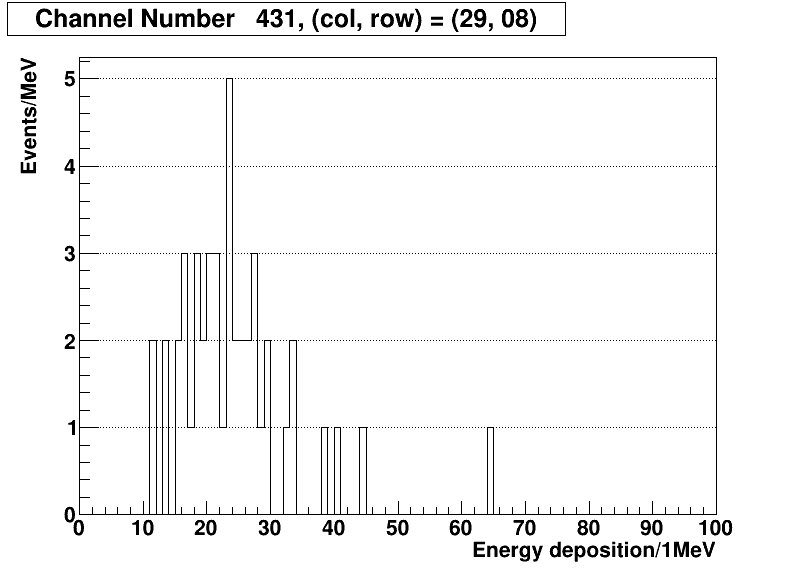 Channel Number 431, (col, row) = (29, 08)
Events/MeV
5
4
3
2
1
0
0 10 20 30 40 50 60 70 80 90 100
Energy deposition/1MeV